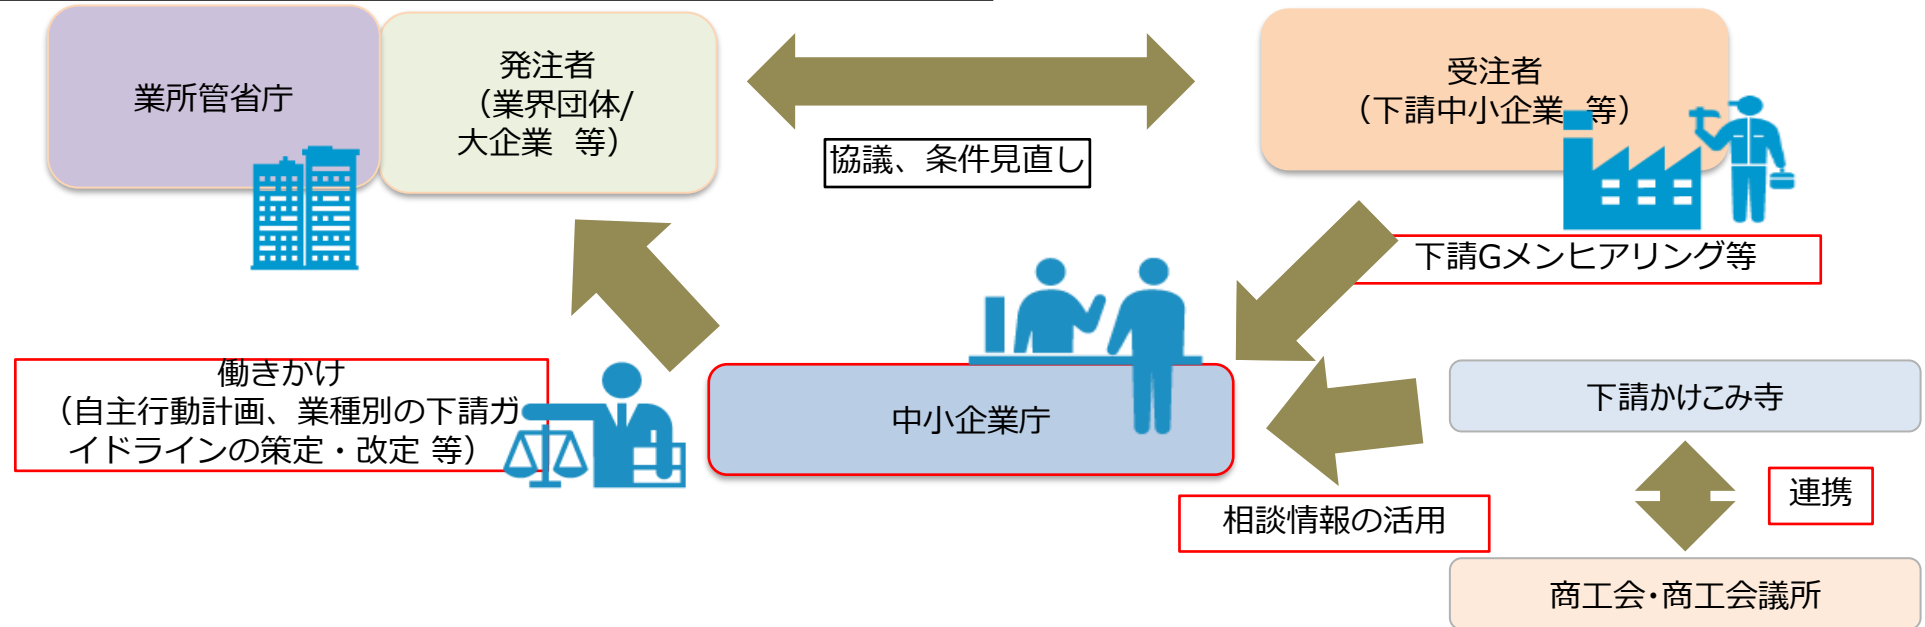 業所管省庁
発注者
（業界団体/
大企業 等）
協議、条件見直し
受注者
（下請中小企業 等）
下請Gメンヒアリング等
働きかけ
（自主行動計画、業種別の下請ガ
イドラインの策定・改定 等）
中小企業庁
下請かけこみ寺
相談情報の活用
連携
商工会･商工会議所